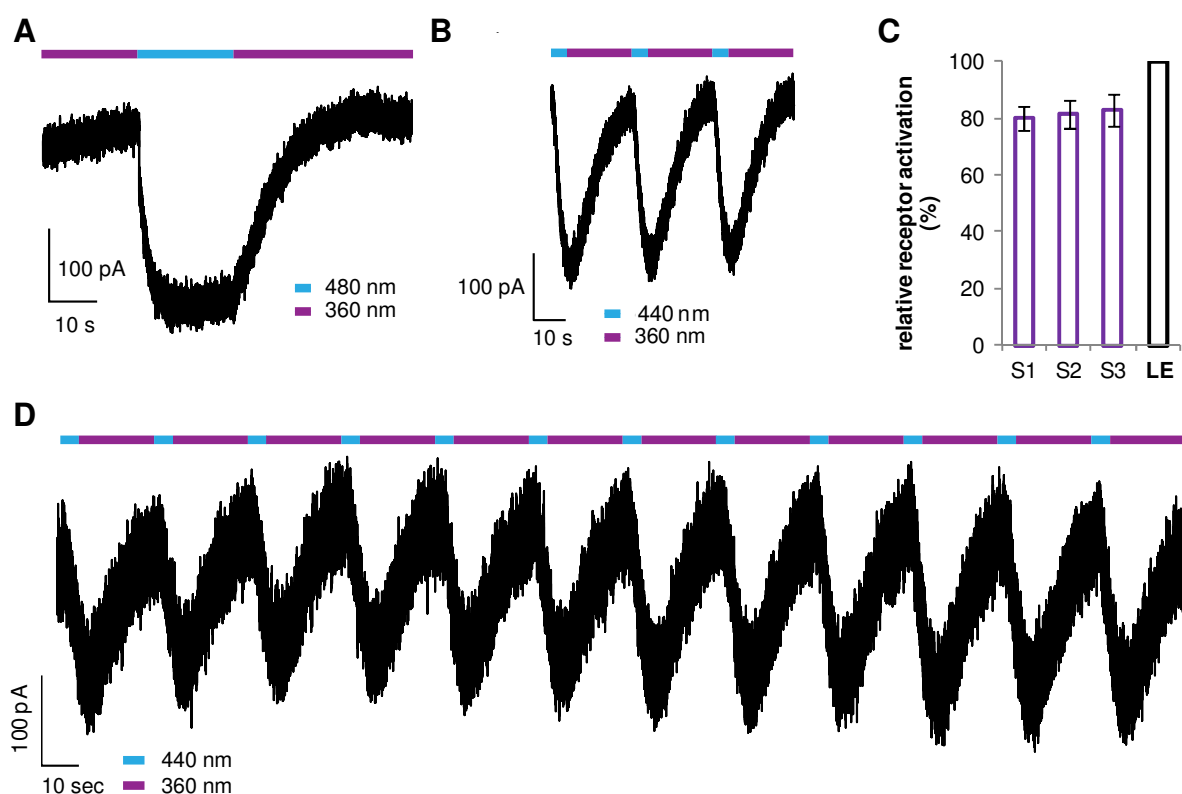 A
100 pA
10 s
480 nm
360 nm
B
100 pA
10 s
440 nm
360 nm
C
relative receptor activation
(%)
100
80
60
40
20
0
S1 S2 S3 LE
D
100 pA
10 sec
440 nm
360 nm